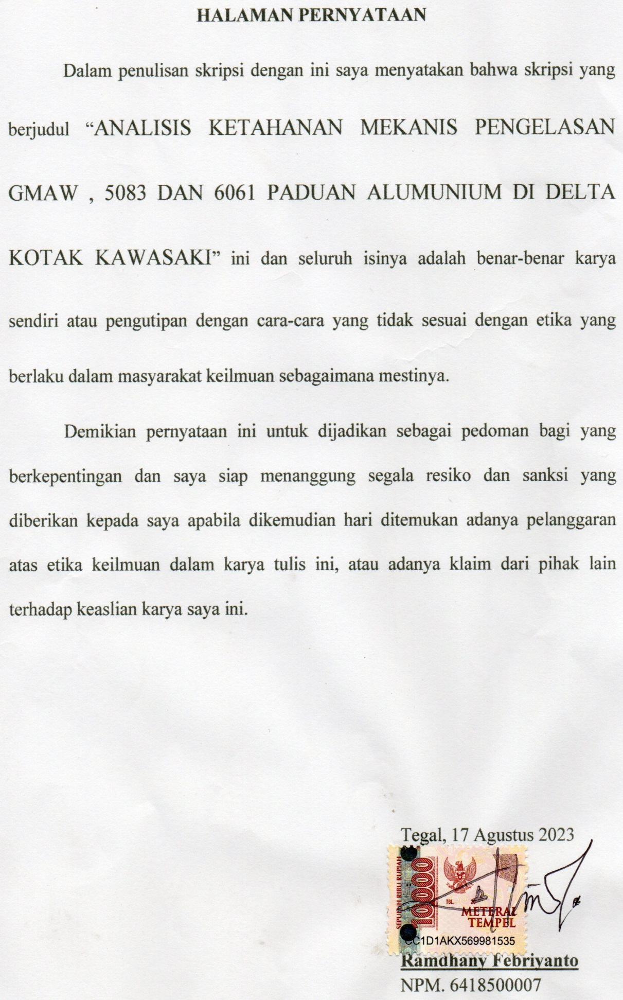 HALAMAN PERNYATAAN
Dalam penulisan skripsi dengan ini saya menyatakan bahwa skripsi yang
berjudul “ANALISIS KETAHANAN MEKANIS PENGELASAN
GMAW , 5083 DAN 6061 PADUAN ALUMUNIUM DI DELTA
KOTAK KAWASAKI” ini dan seluruh isinya adalah benar-benar karya
sendiri atau pengutipan dengan cara-cara yang tidak sesuai dengan etika yang
berlaku dalam masyarakat keilmuan sebagaimana mestinya.
Demikian pernyataan ini untuk dijadikan sebagai pedoman bagi yang
berkepentingan dan saya siap menanggung segala resiko dan sanksi yang
diberikan kepada saya apabila dikemudian hari ditemukan adanya pelanggaran
atas etika keilmuan dalam karya tulis ini, atau adanya klaim dari pihak lain
terhadap keaslian karya saya ini.
Tegal, 17 Agustus 2023
SEPULUH RIBU RUPIAH
10000
TGL. 20
METERAI
TEMPEL
CC1D1AKX569981535
Ramdhany Febriyanto
NPM. 6418500007